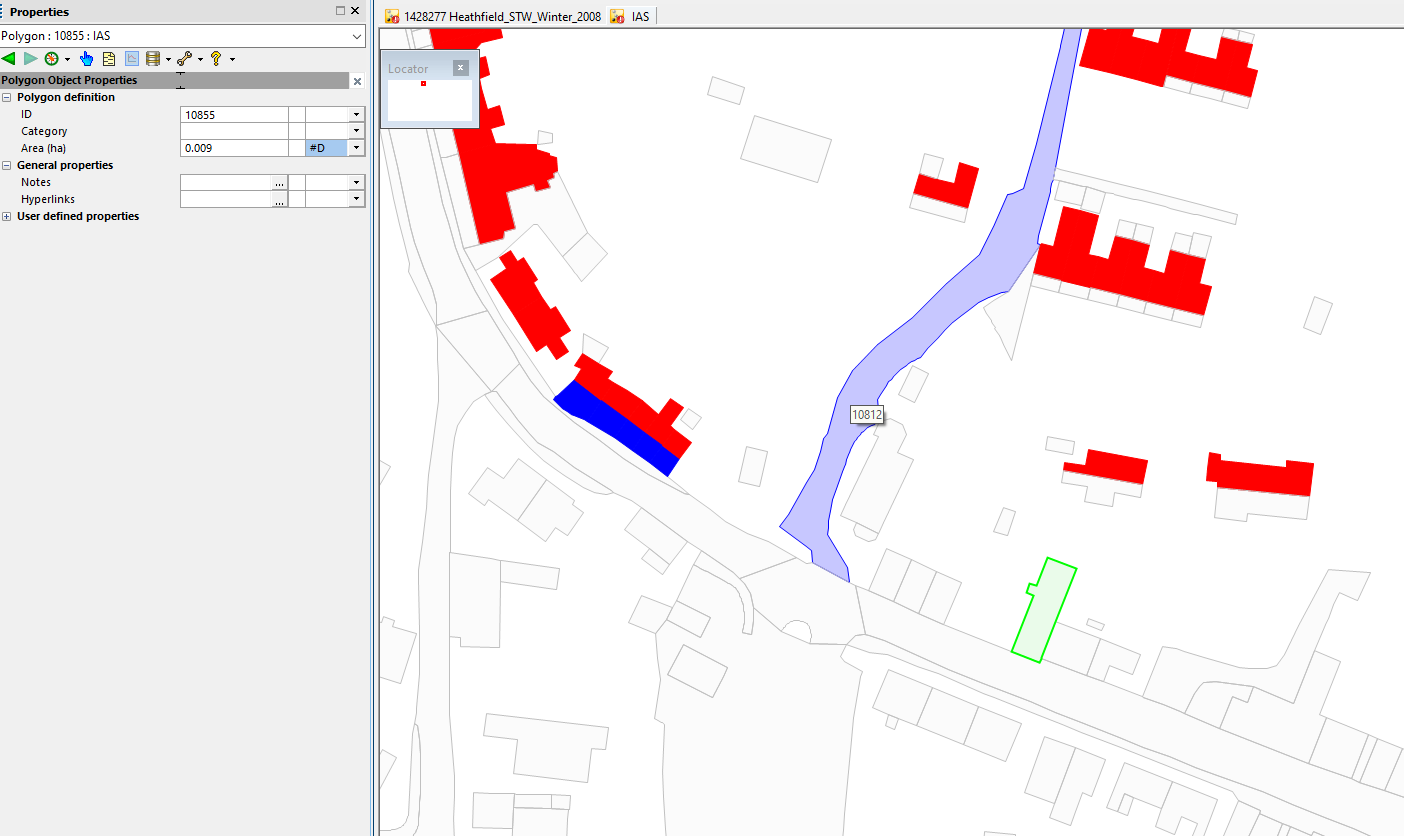 Properties
Polygon : 10855 : IAS
Polygon Object Properties
Polygon definition
ID 10855
Category
Area (ha) 0.009 #D
General properties
Notes ...
Hyperlinks ...
User defined properties
1428277 Heathfield_STW_Winter_2008 IAS
Locator
10812